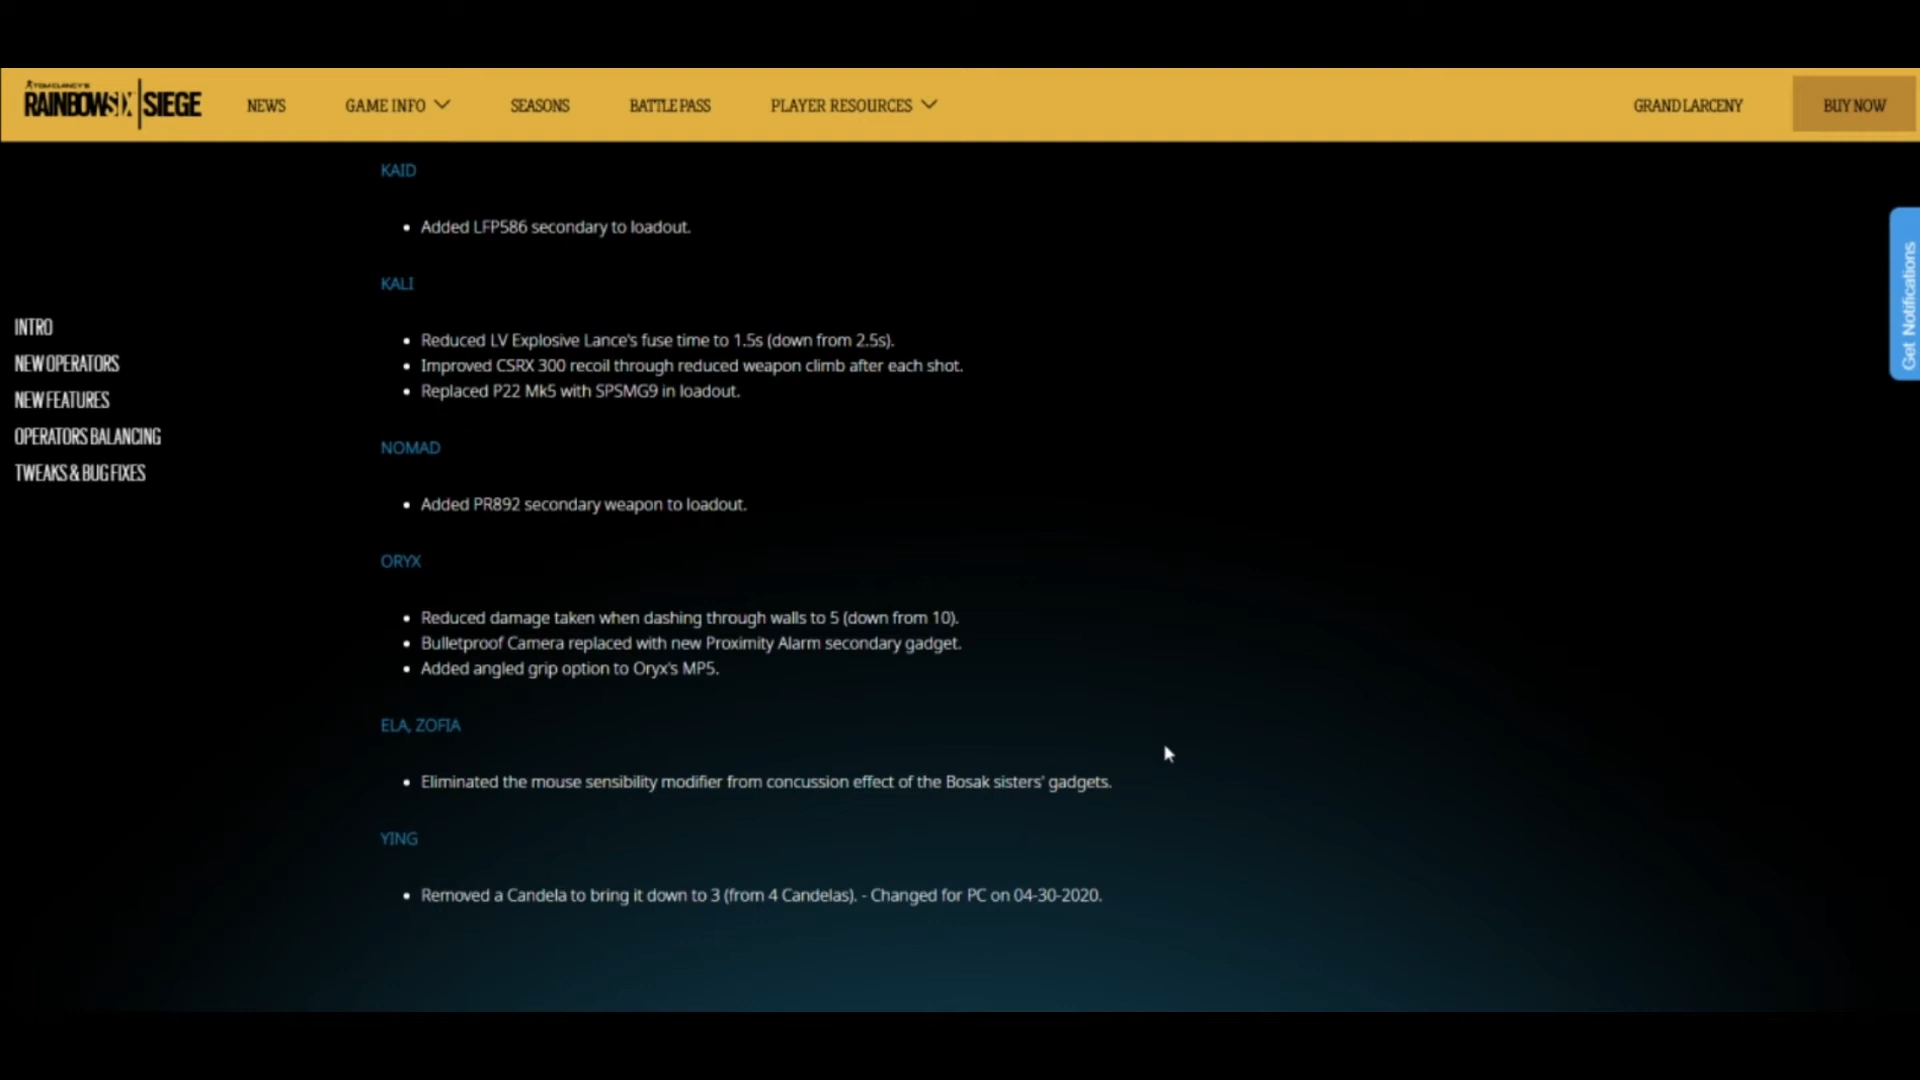 TOM CLANCY'S
RAINBOW SIX | SIEGE
NEWS
GAME INFO
SEASONS
BATTLE PASS
PLAYER RESOURCES
GRAND LARCENY
BUY NOW
Get Notifications
INTRO
NEW OPERATORS
NEW FEATURES
OPERATORS BALANCING
TWEAKS & BUG FIXES
KAID
• Added LFP586 secondary to loadout.
KALI
• Reduced LV Explosive Lance's fuse time to 1.5s (down from 2.5s).
• Improved CSRX 300 recoil through reduced weapon climb after each shot.
• Replaced P22 Mk5 with SPSMG9 in loadout.
NOMAD
• Added PR892 secondary weapon to loadout.
ORYX
• Reduced damage taken when dashing through walls to 5 (down from 10).
• Bulletproof Camera replaced with new Proximity Alarm secondary gadget.
• Added angled grip option to Oryx's MP5.
ELA, ZOFIA
• Eliminated the mouse sensibility modifier from concussion effect of the Bosak sisters' gadgets.
YING
• Removed a Candela to bring it down to 3 (from 4 Candelas). - Changed for PC on 04-30-2020.